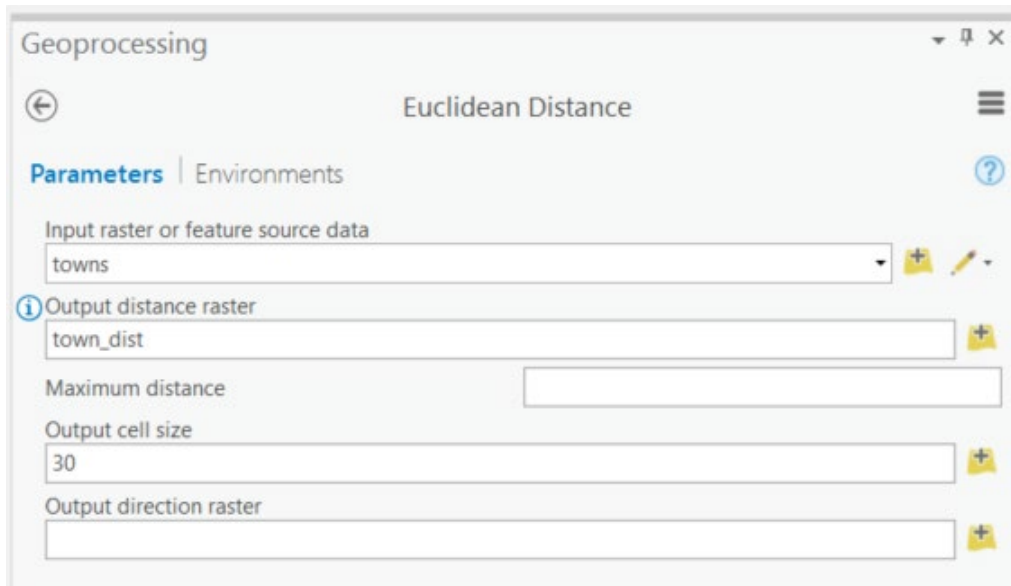 Geoprocessing
Euclidean Distance
Parameters | Environments
Input raster or feature source data
towns
Output distance raster
town_dist
Maximum distance
Output cell size
30
Output direction raster